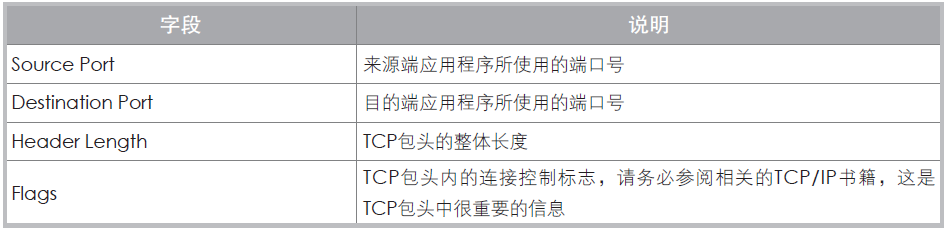 字段 说明
Source Port 来源端应用程序所使用的端口号
Destination Port 目的端应用程序所使用的端口号
Header Length TCP包头的整体长度
Flags TCP包头内的连接控制标志，请务必参阅相关的TCP/IP书籍，这是
TCP包头中很重要的信息